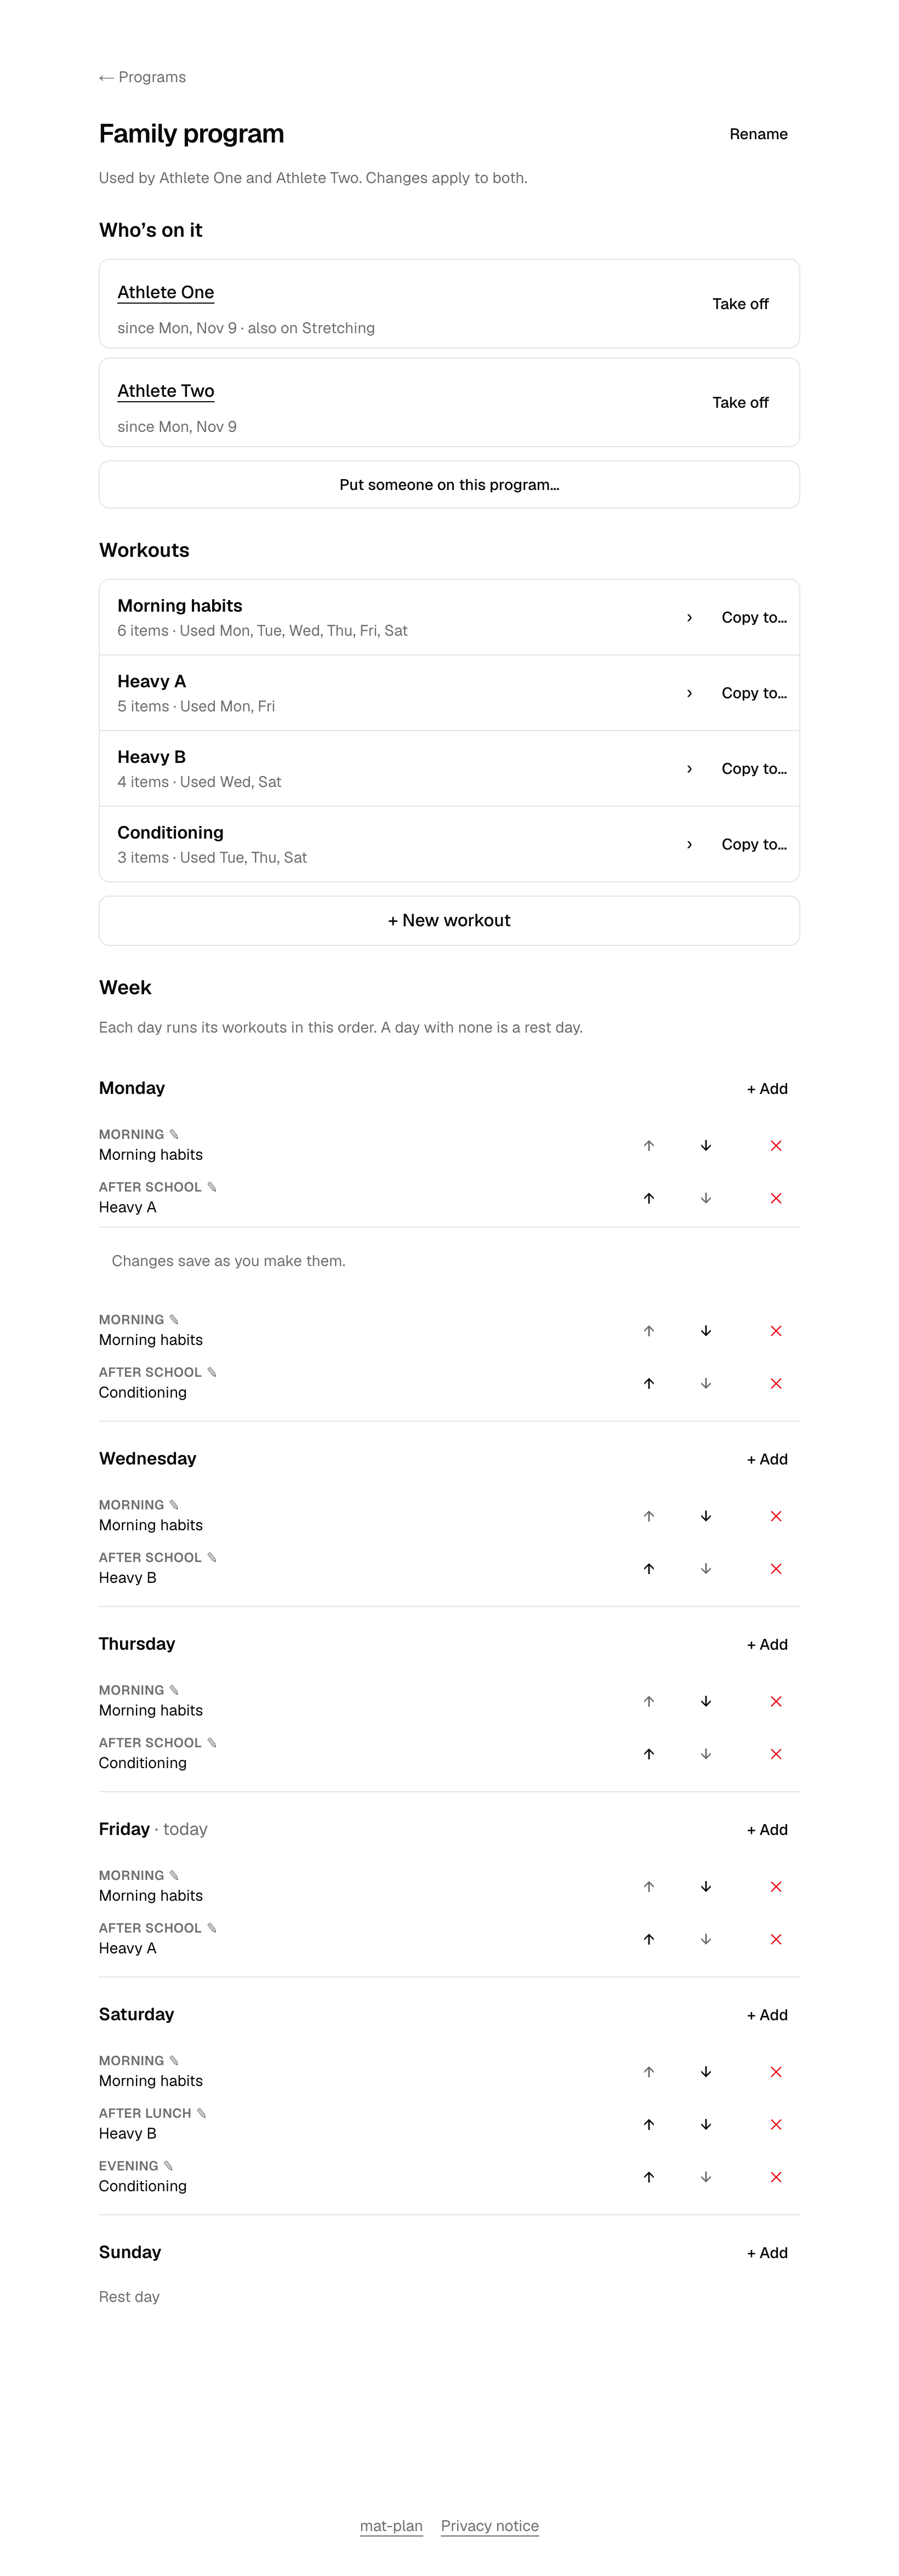 ← Programs
Family program
Rename
Used by Athlete One and Athlete Two. Changes apply to both.
Who’s on it
Athlete One
since Mon, Nov 9 · also on Stretching
Take off
Athlete Two
since Mon, Nov 9
Take off
Put someone on this program…
Workouts
Morning habits
6 items · Used Mon, Tue, Wed, Thu, Fri, Sat
› Copy to…
Heavy A
5 items · Used Mon, Fri
› Copy to…
Heavy B
4 items · Used Wed, Sat
› Copy to…
Conditioning
3 items · Used Tue, Thu, Sat
› Copy to…
+ New workout
Week
Each day runs its workouts in this order. A day with none is a rest day.
Monday
+ Add
MORNING ✎
Morning habits
↑ ↓ ×
AFTER SCHOOL ✎
Heavy A
↑ ↓ ×
Changes save as you make them.
MORNING ✎
Morning habits
↑ ↓ ×
AFTER SCHOOL ✎
Conditioning
↑ ↓ ×
Wednesday
+ Add
MORNING ✎
Morning habits
↑ ↓ ×
AFTER SCHOOL ✎
Heavy B
↑ ↓ ×
Thursday
+ Add
MORNING ✎
Morning habits
↑ ↓ ×
AFTER SCHOOL ✎
Conditioning
↑ ↓ ×
Friday · today
+ Add
MORNING ✎
Morning habits
↑ ↓ ×
AFTER SCHOOL ✎
Heavy A
↑ ↓ ×
Saturday
+ Add
MORNING ✎
Morning habits
↑ ↓ ×
AFTER LUNCH ✎
Heavy B
↑ ↓ ×
EVENING ✎
Conditioning
↑ ↓ ×
Sunday
+ Add
Rest day
mat-plan Privacy notice